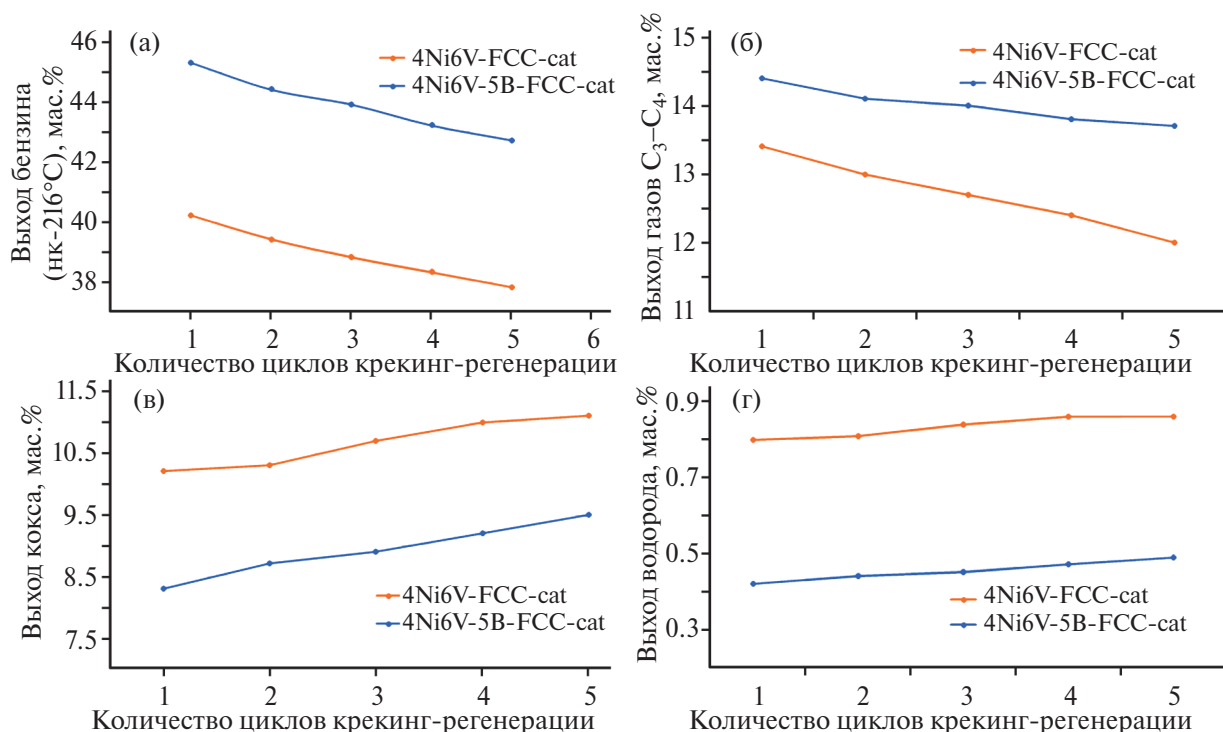 (а)
Выход бензина
(нк-216°C), мас.%
46
44
42
40
38
4Ni6V-FCC-cat
4Ni6V-5B-FCC-cat
1 2 3 4 5 6
Количество циклов крекинг-регенерации
(б)
Выход газов C₃–C₄, мас.%
15
14
13
12
11
4Ni6V-FCC-cat
4Ni6V-5B-FCC-cat
1 2 3 4 5
Количество циклов крекинг-регенерации
(в)
Выход кокса, мас.%
11.5
10.5
9.5
8.5
7.5
4Ni6V-FCC-cat
4Ni6V-5B-FCC-cat
1 2 3 4 5
Количество циклов крекинг-регенерации
(г)
Выход водорода, мас.%
0.9
0.7
0.5
0.3
4Ni6V-FCC-cat
4Ni6V-5B-FCC-cat
1 2 3 4 5
Количество циклов крекинг-регенерации